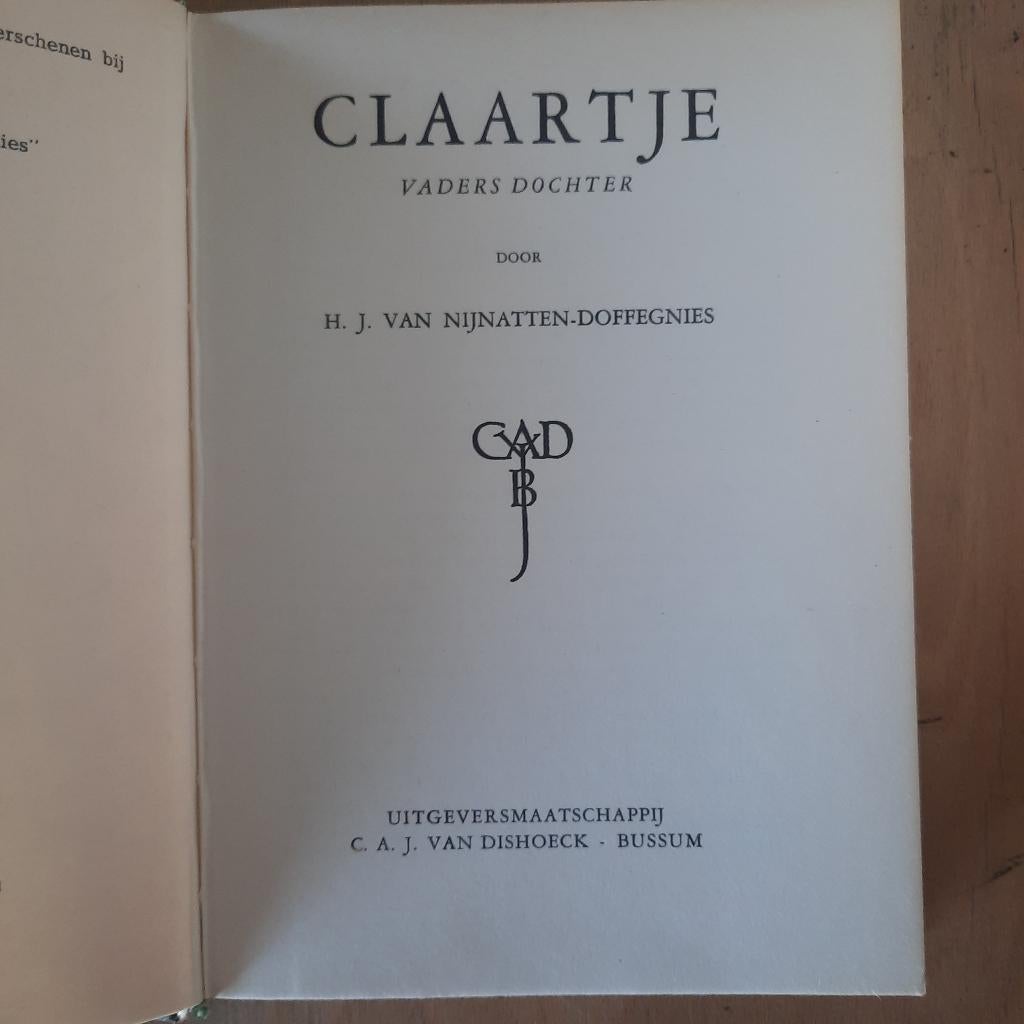 erschenen bij
ies"
CLAARTJE
VADERS DOCHTER
DOOR
H. J. VAN NIJNATTEN-DOFFEGNIES
UITGEVERSMAATSCHAPPIJ
C. A. J. VAN DISHOECK - BUSSUM